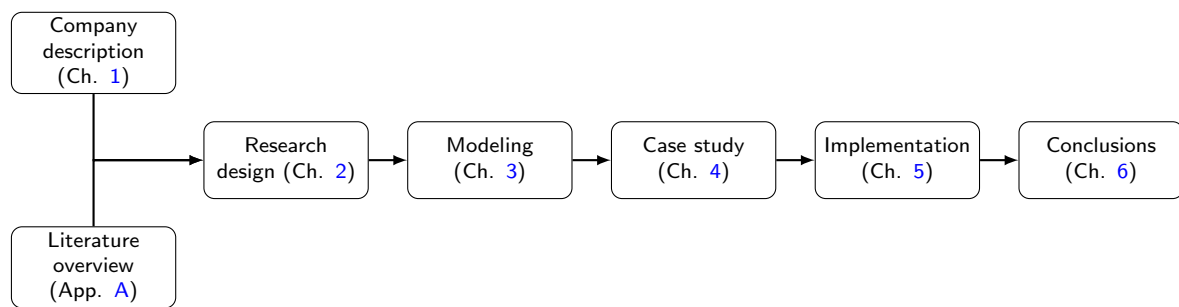 Company
description
(Ch. 1)
Research
design (Ch. 2)
Modeling
(Ch. 3)
Case study
(Ch. 4)
Implementation
(Ch. 5)
Conclusions
(Ch. 6)
Literature
overview
(App. A)